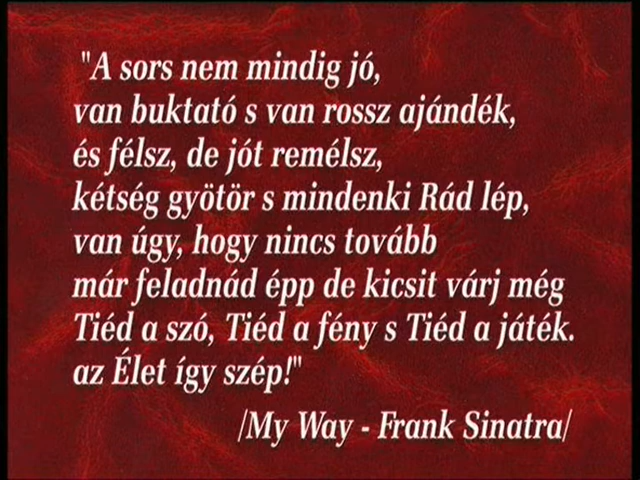 "A sors nem mindig jó,
van buktató s van rossz ajándék,
és félsz, de jót remélsz,
kétség gyötör s mindenki Rád lép,
van úgy, hogy nincs tovább
már feladnád épp de kicsit várj még
Tiéd a szó, Tiéd a fény s Tiéd a játék.
az Élet így szép!"
/My Way - Frank Sinatra/